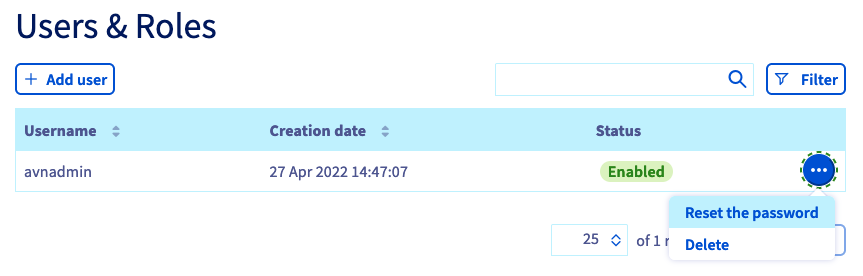 Users & Roles
+ Add user
Filter
Username Creation date Status
avnadmin 27 Apr 2022 14:47:07 Enabled
Reset the password
25 of 1
Delete